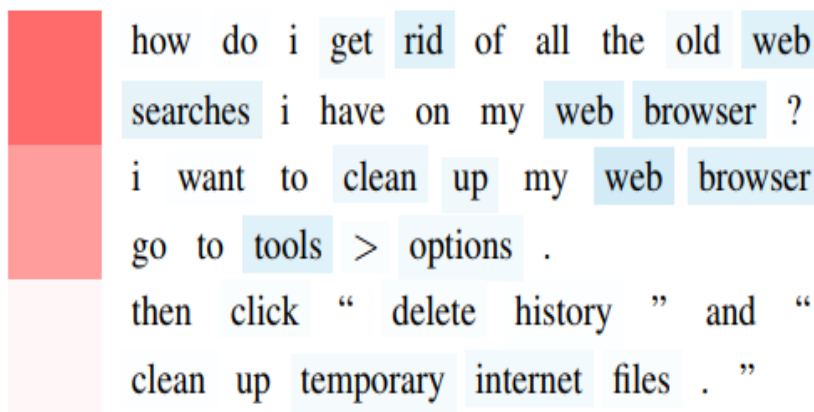 how do i get rid of all the old web
searches i have on my web browser ?
i want to clean up my web browser
go to tools > options .
then click “ delete history ” and “
clean up temporary internet files . ”